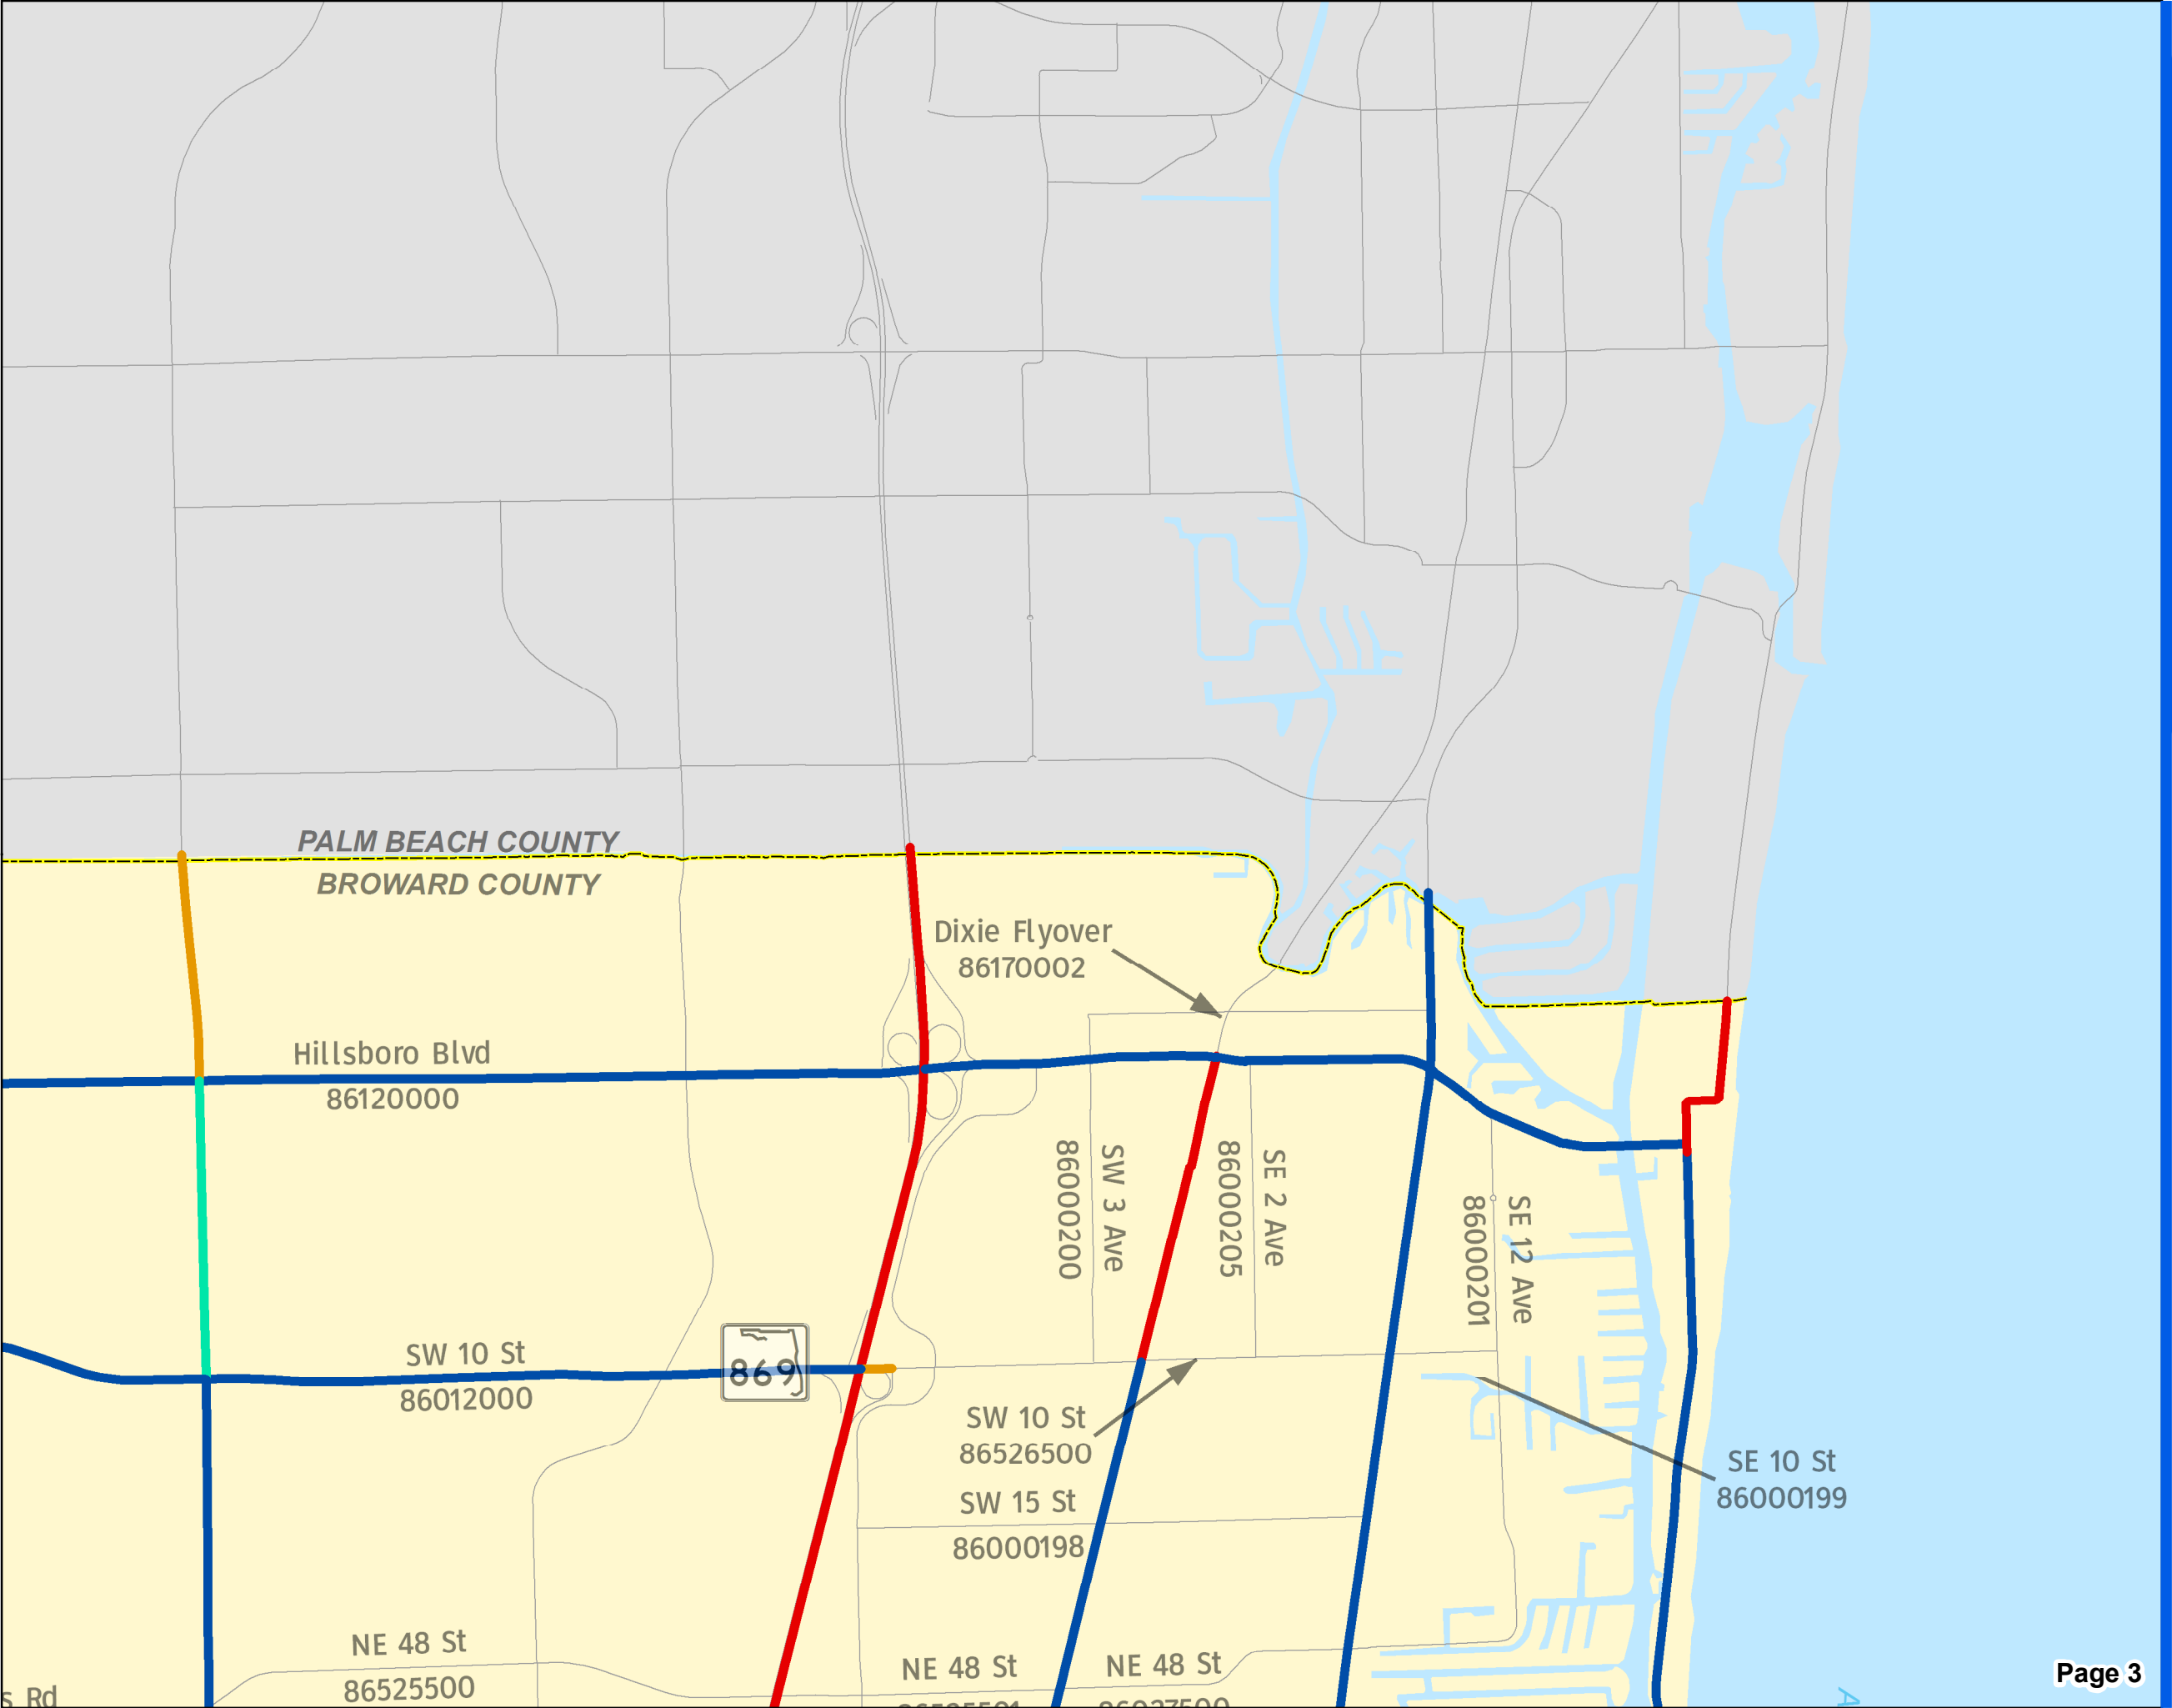 PALM BEACH COUNTY
BROWARD COUNTY
Dixie Flyover
86170002
Hillsboro Blvd
86120000
SW 3 Ave
86000200
SE 2 Ave
86000205
SE 12 Ave
86000201
SW 10 St
86012000
869
SW 10 St
86526500
SE 10 St
86000199
SW 15 St
86000198
NE 48 St
86525500
NE 48 St
NE 48 St
s Rd
A
Page 3